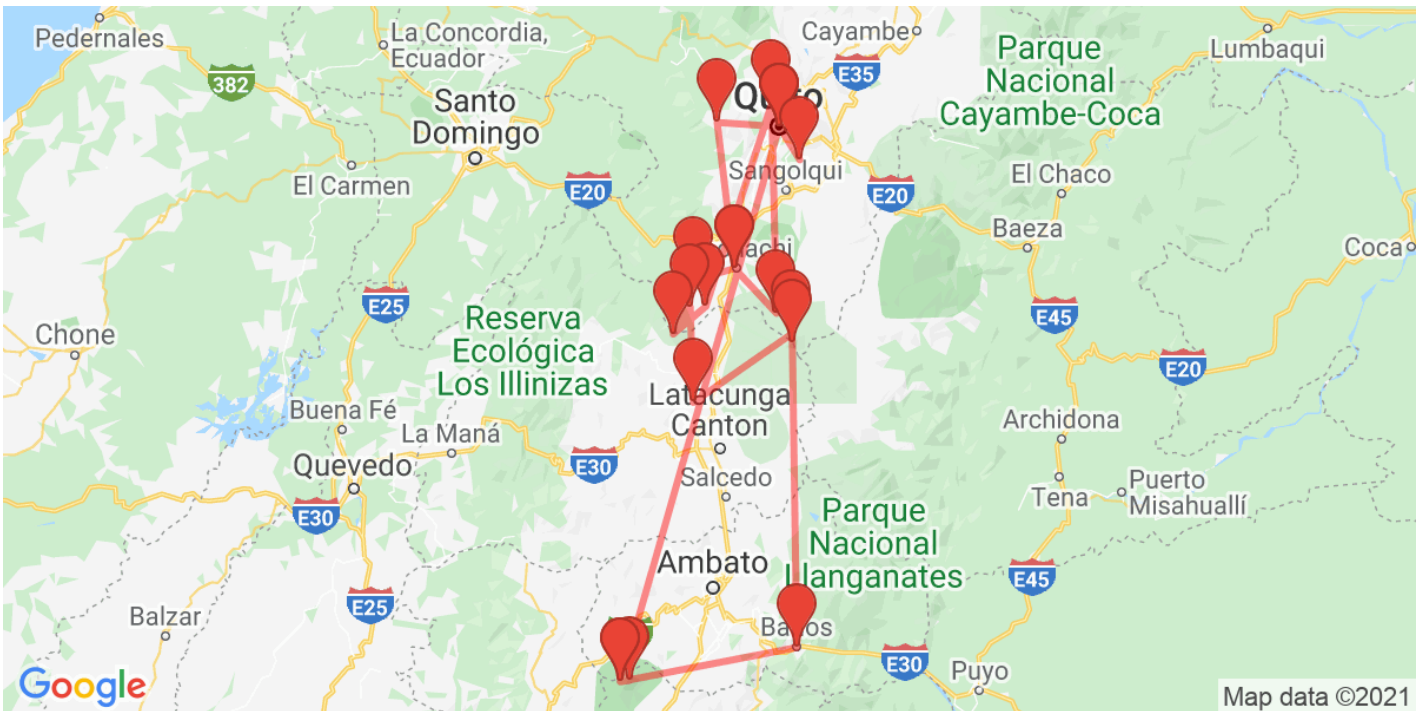 Pedernales
La Concordia,
Ecuador
Cayambe
Parque
Nacional
Cayambe-Coca
Lumbaqui
382
E35
Santo
Domingo
Sangolqui
El Carmen
E20
E20
El Chaco
Baeza
Coca
E25
E45
Chone
Reserva
Ecológica
Los Illinizas
E20
Buena Fé
La Maná
Latacunga
Canton
Archidona
Quevedo
E30
Salcedo
Tena
Puerto
Misahuallí
E30
Parque
Nacional
Llanganates
Ambato
E45
E25
Balzar
E30
Puyo
Google
Map data ©2021